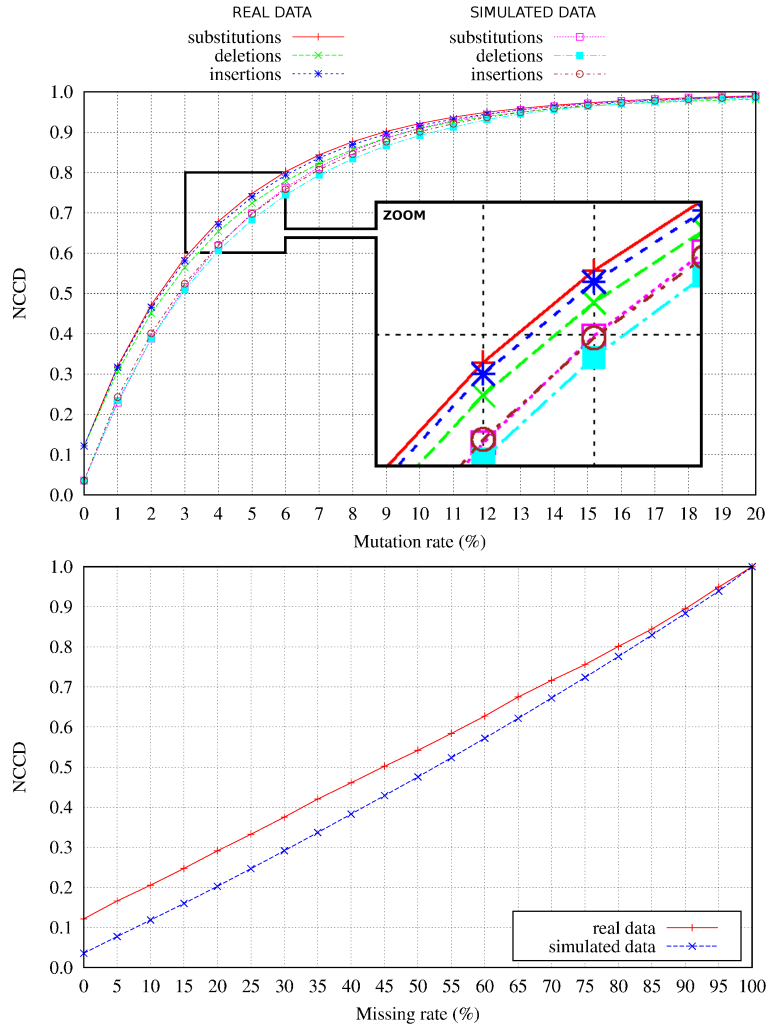 REAL DATA SIMULATED DATA
substitutions substitutions
deletions deletions
insertions insertions
1.0
0.9
0.8
0.7
0.6
0.5
0.4
0.3
0.2
0.1
0.0
NCCD
ZOOM
0 1 2 3 4 5 6 7 8 9 10 11 12 13 14 15 16 17 18 19 20
Mutation rate (%)
1.0
0.9
0.8
0.7
0.6
0.5
0.4
0.3
0.2
0.1
0.0
NCCD
real data
simulated data
0 5 10 15 20 25 30 35 40 45 50 55 60 65 70 75 80 85 90 95 100
Missing rate (%)